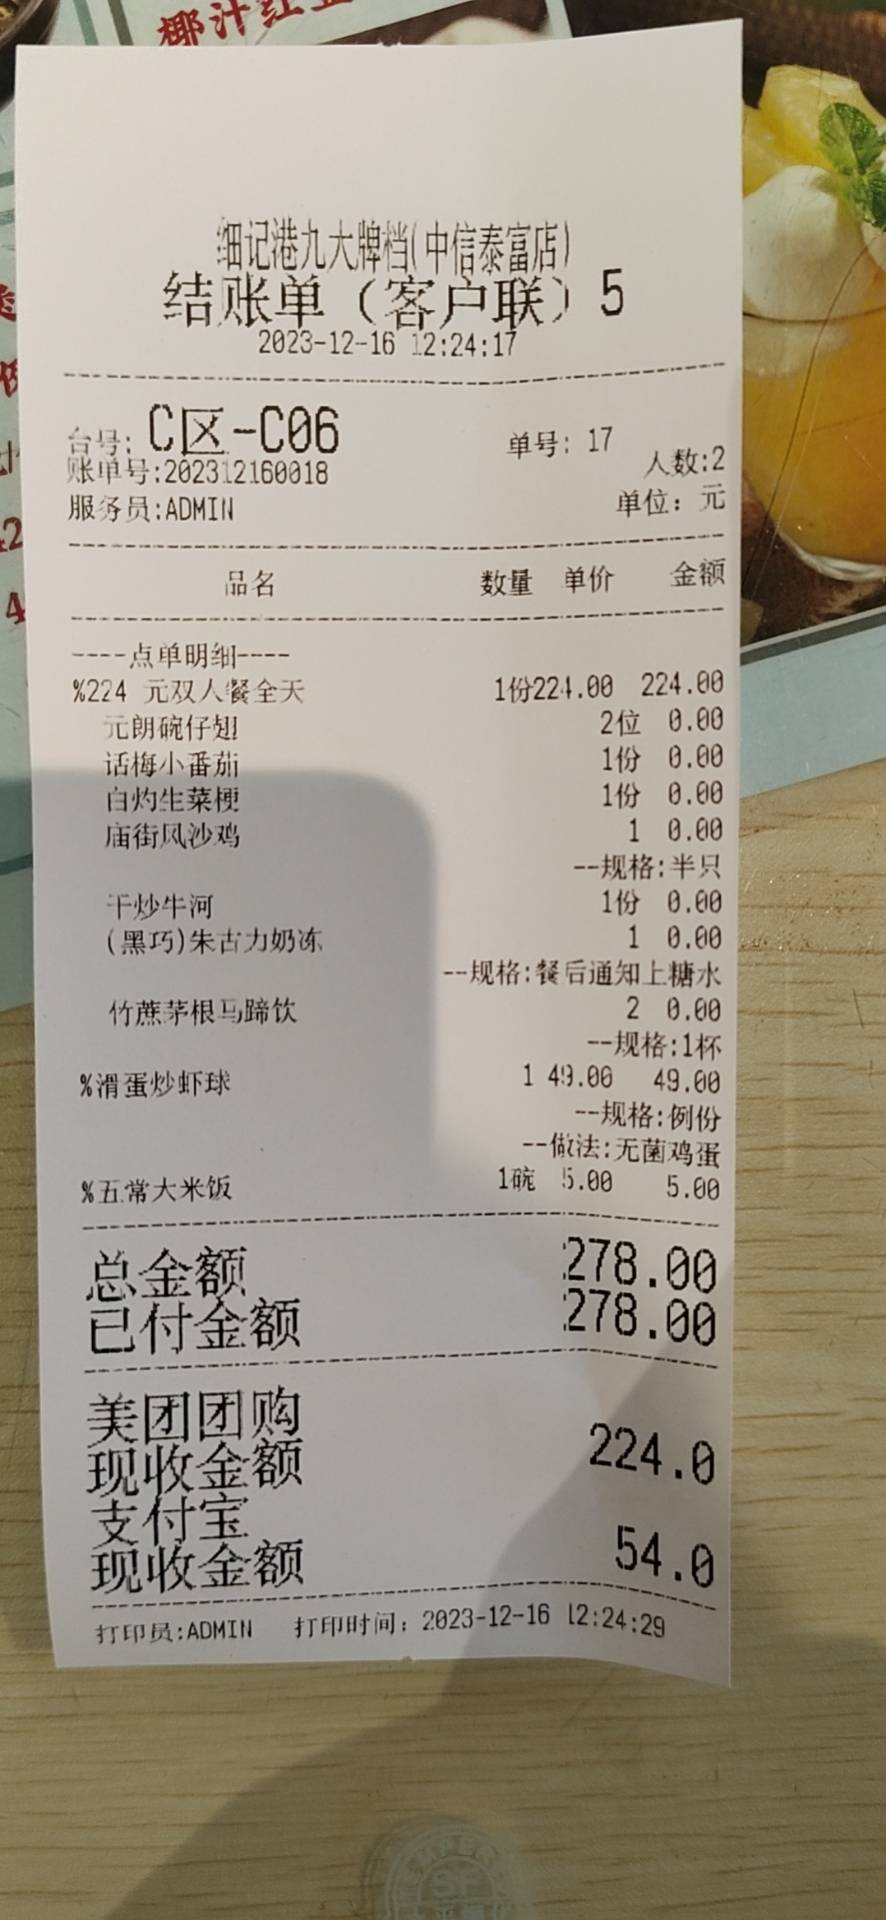 椰汁红豆
细记港九大牌档(中信泰富店)
结账单（客户联）5
2023-12-16 12:24:17
台号: C区-C06 单号: 17
账单号:202312160018 人数:2
服务员:ADMIN 单位: 元
品名 数量 单价 金额
----点单明细----
%224 元双人餐全天 1份224.00 224.00
元朗碗仔翅 2位 0.00
话梅小番茄 1份 0.00
白灼生菜梗 1份 0.00
庙街风沙鸡 1 0.00
--规格:半只
干炒牛河 1份 0.00
(黑巧)朱古力奶冻 1 0.00
--规格:餐后通知上糖水
竹蔗茅根马蹄饮 2 0.00
--规格:1杯
%滑蛋炒虾球 1 49.00 49.00
--规格:例份
--做法:无菌鸡蛋
%五常大米饭 1碗 5.00 5.00
总金额 278.00
已付金额 278.00
美团团购
现收金额 224.0
支付宝
现收金额 54.0
打印员:ADMIN 打印时间: 2023-12-16 12:24:29